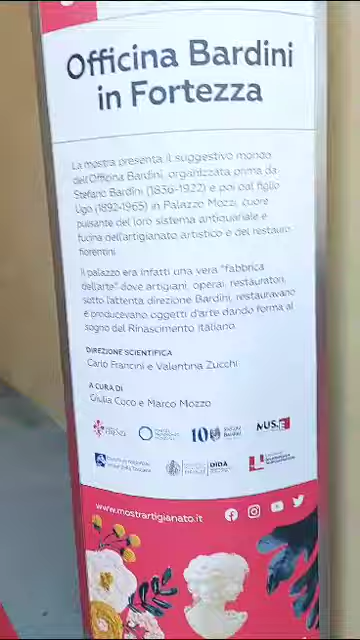 Officina Bardini
in Fortezza
La mostra presenta il suggestivo mondo
dell'Officina Bardini, organizzata prima da
Stefano Bardini (1836-1922) e poi dal figlio
Ugo (1892-1965) in Palazzo Mozzi, cuore
pulsante del loro sistema antiquariale e
fucina dell'artigianato artistico e del restauro
fiorentini.
Il palazzo era infatti una vera "fabbrica
dell'arte" dove artigiani, operai, restauratori,
sotto l'attenta direzione Bardini, restauravano
e producevano oggetti d'arte dando forma al
sogno del Rinascimento Italiano.
DIREZIONE SCIENTIFICA
Carlo Francini e Valentina Zucchi
A CURA DI
Giulia Coco e Marco Mozzo
MUS.E
DIDA
www.mostrartigianato.it